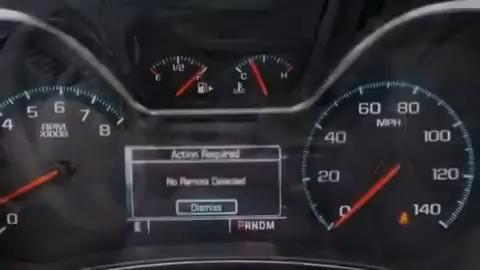 E 1/2 F
C H
4 5 6 7 8
RPM
X1000
0
Action Required
No Remote Detected
Dismiss
E PRNDM
0 20 40 60 80 100 120 140
MPH